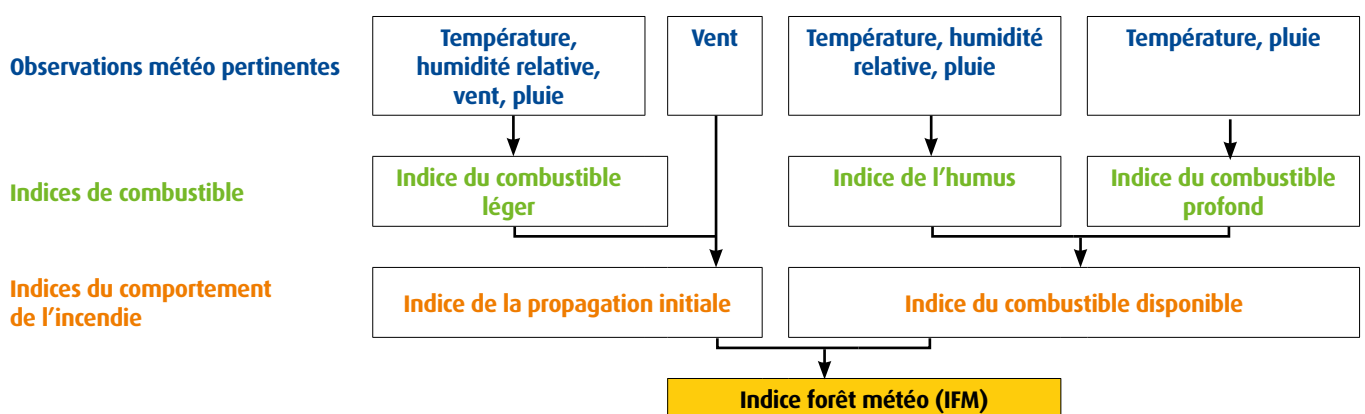 Observations météo pertinentes
Température,
humidité relative,
vent, pluie
Vent
Température, humidité
relative, pluie
Température, pluie
Indices de combustible
Indice du combustible
léger
Indice de l'humus
Indice du combustible
profond
Indices du comportement
de l'incendie
Indice de la propagation initiale
Indice du combustible disponible
Indice forêt météo (IFM)